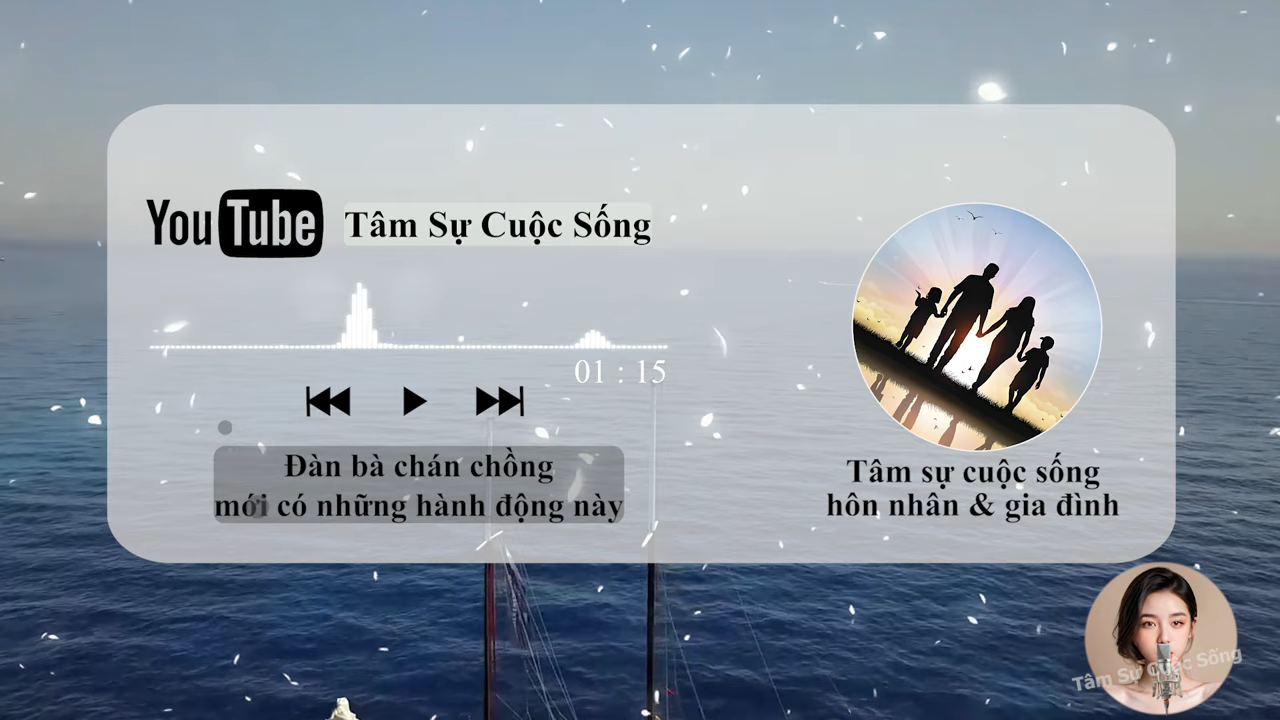 YouTube Tâm Sự Cuộc Sống
01 : 15
Đàn bà chán chồng
mới có những hành động này
Tâm sự cuộc sống
hôn nhân & gia đình
Tâm Sự Cuộc Sống